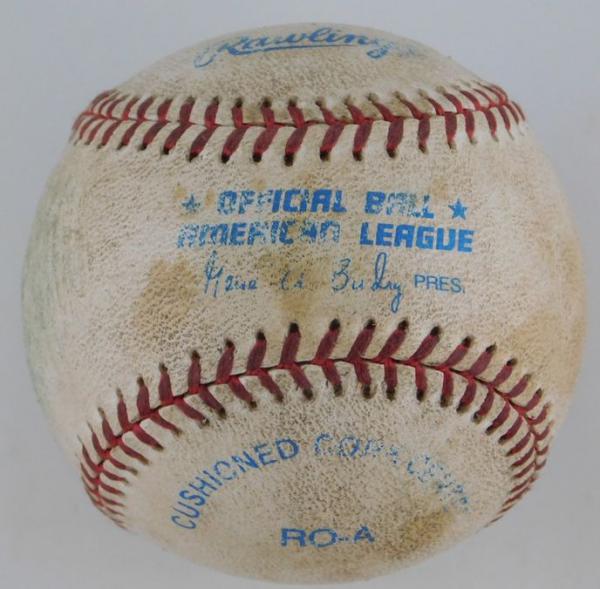 Rawlings
★ OFFICIAL BALL ★
AMERICAN LEAGUE
PRES.
CUSHIONED CORK CENTER
RO-A